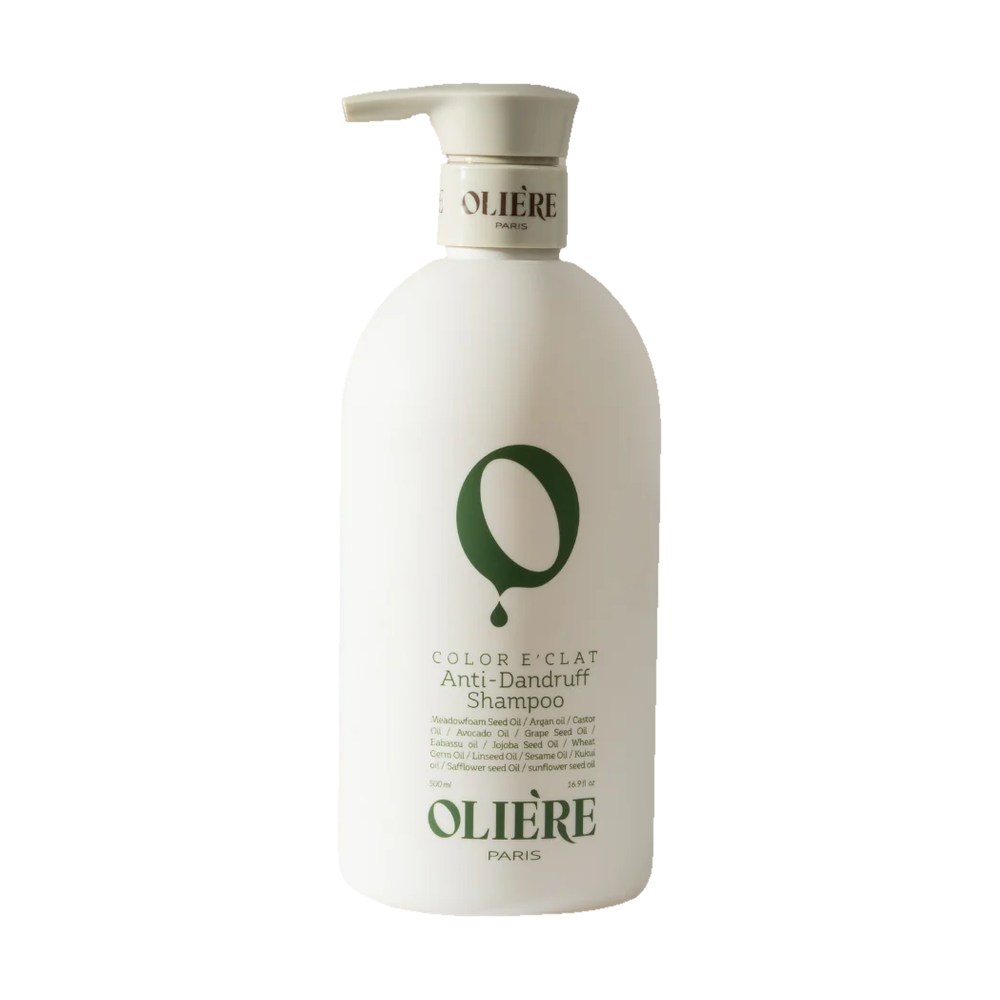 OLIÈRE
PARIS
COLOR E'CLAT
Anti-Dandruff
Shampoo
Meadowfoam Seed Oil / Argan oil / Castor
Oil / Avocado Oil / Grape Seed Oil /
Babassu oil / Jojoba Seed Oil / Wheat
Germ Oil / Linseed Oil / Sesame Oil / Kukui
oil / Safflower seed Oil / sunflower seed oil
500 ml 16.9 fl oz
OLIÈRE
PARIS